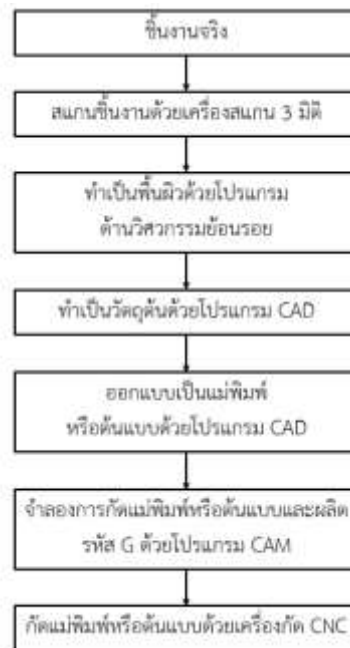 ชิ้นงานจริง
สแกนชิ้นงานด้วยเครื่องสแกน 3 มิติ
ทำเป็นพื้นผิวด้วยโปรแกรม
ด้านวิศวกรรมย้อนรอย
ทำเป็นวัตถุตันด้วยโปรแกรม CAD
ออกแบบเป็นแม่พิมพ์
หรือต้นแบบด้วยโปรแกรม CAD
จำลองการกัดแม่พิมพ์หรือต้นแบบและผลิต
รหัส G ด้วยโปรแกรม CAM
กัดแม่พิมพ์หรือต้นแบบด้วยเครื่องกัด CNC